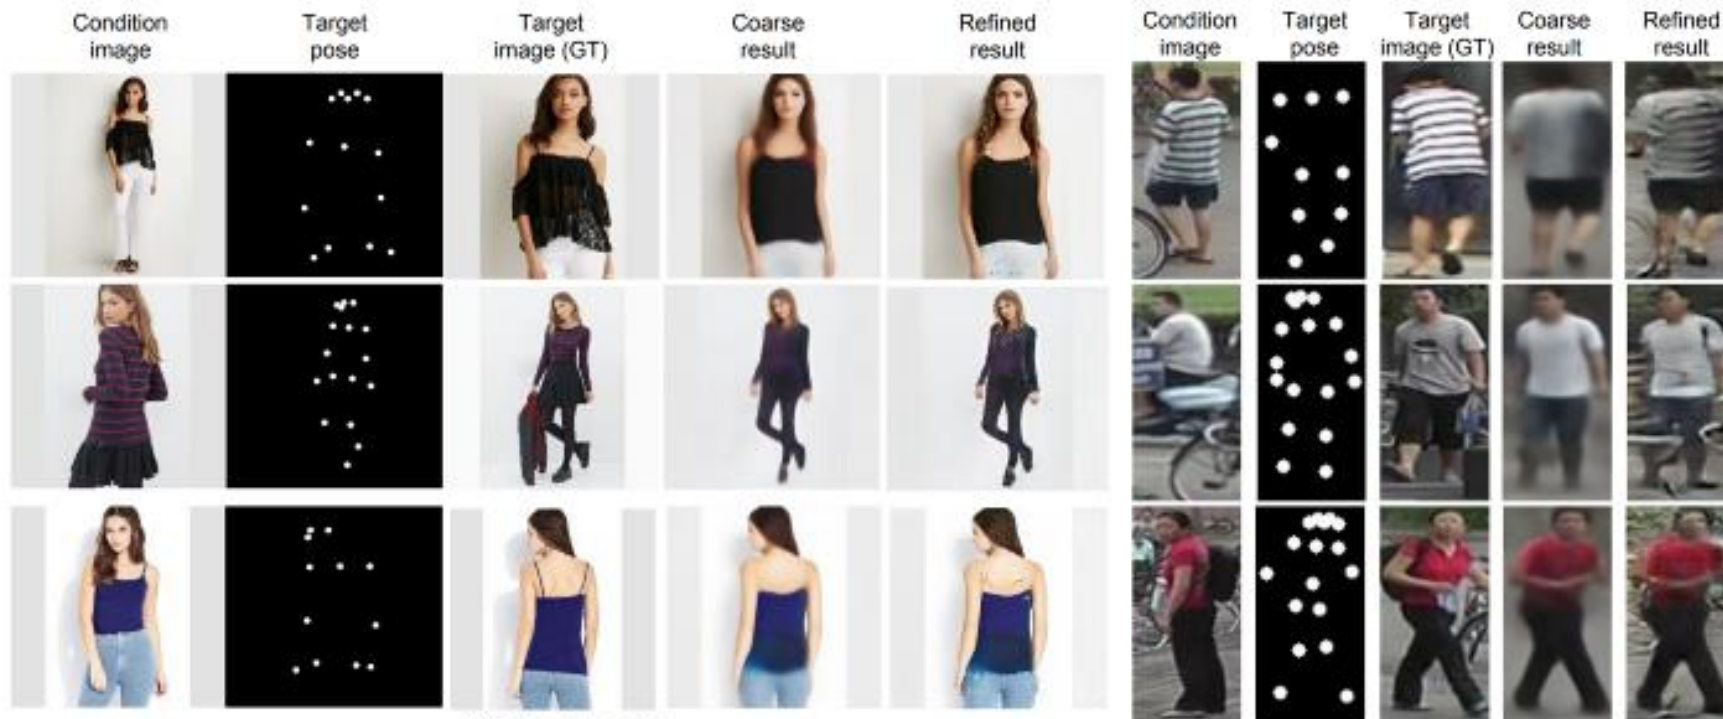 Condition image
Target pose
Target image (GT)
Coarse result
Refined result
Condition image
Target pose
Target image (GT)
Coarse result
Refined result